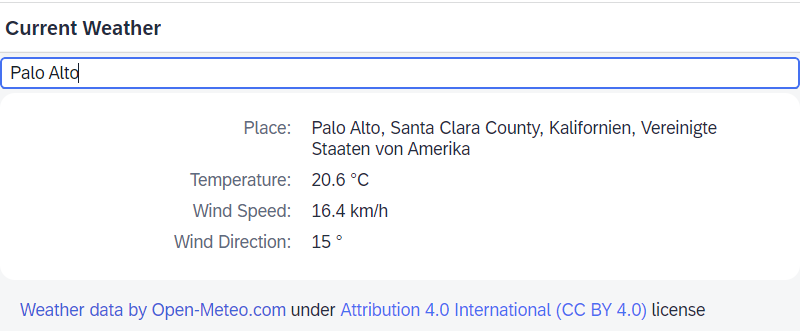 Current Weather
Palo Alto
Place: Palo Alto, Santa Clara County, Kalifornien, Vereinigte
Staaten von Amerika
Temperature: 20.6 °C
Wind Speed: 16.4 km/h
Wind Direction: 15 °
Weather data by Open-Meteo.com under Attribution 4.0 International (CC BY 4.0) license